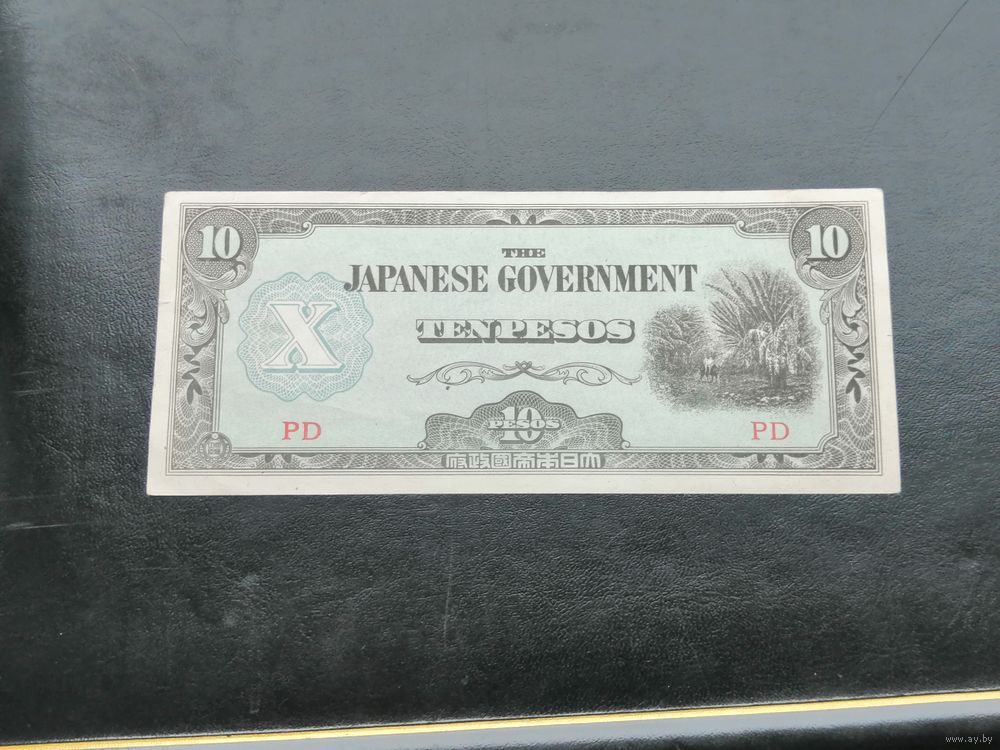 10
10
THE
JAPANESE GOVERNMENT
TEN PESOS
X
PD
PD
10
PESOS
府政國帝本日大
www.ay.by